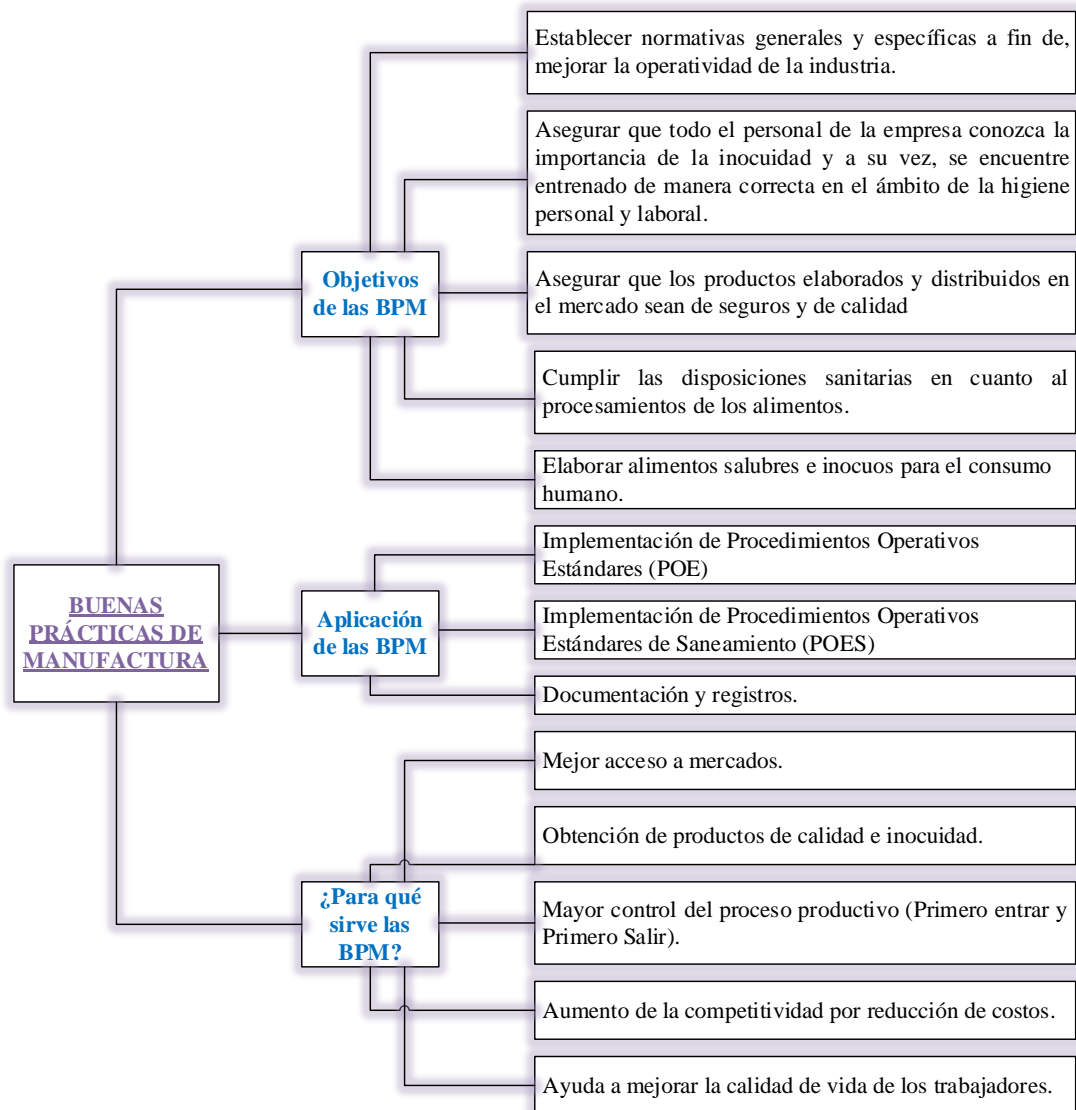 Establecer normativas generales y específicas a fin de,
mejorar la operatividad de la industria.
Asegurar que todo el personal de la empresa conozca la
importancia de la inocuidad y a su vez, se encuentre
entrenado de manera correcta en el ámbito de la higiene
personal y laboral.
Objetivos
de las BPM
Asegurar que los productos elaborados y distribuidos en
el mercado sean de seguros y de calidad
Cumplir las disposiciones sanitarias en cuanto al
procesamientos de los alimentos.
Elaborar alimentos salubres e inocuos para el consumo
humano.
BUENAS
PRÁCTICAS DE
MANUFACTURA
Aplicación
de las BPM
Implementación de Procedimientos Operativos
Estándares (POE)
Implementación de Procedimientos Operativos
Estándares de Saneamiento (POES)
Documentación y registros.
¿Para qué
sirve las
BPM?
Mejor acceso a mercados.
Obtención de productos de calidad e inocuidad.
Mayor control del proceso productivo (Primero entrar y
Primero Salir).
Aumento de la competitividad por reducción de costos.
Ayuda a mejorar la calidad de vida de los trabajadores.